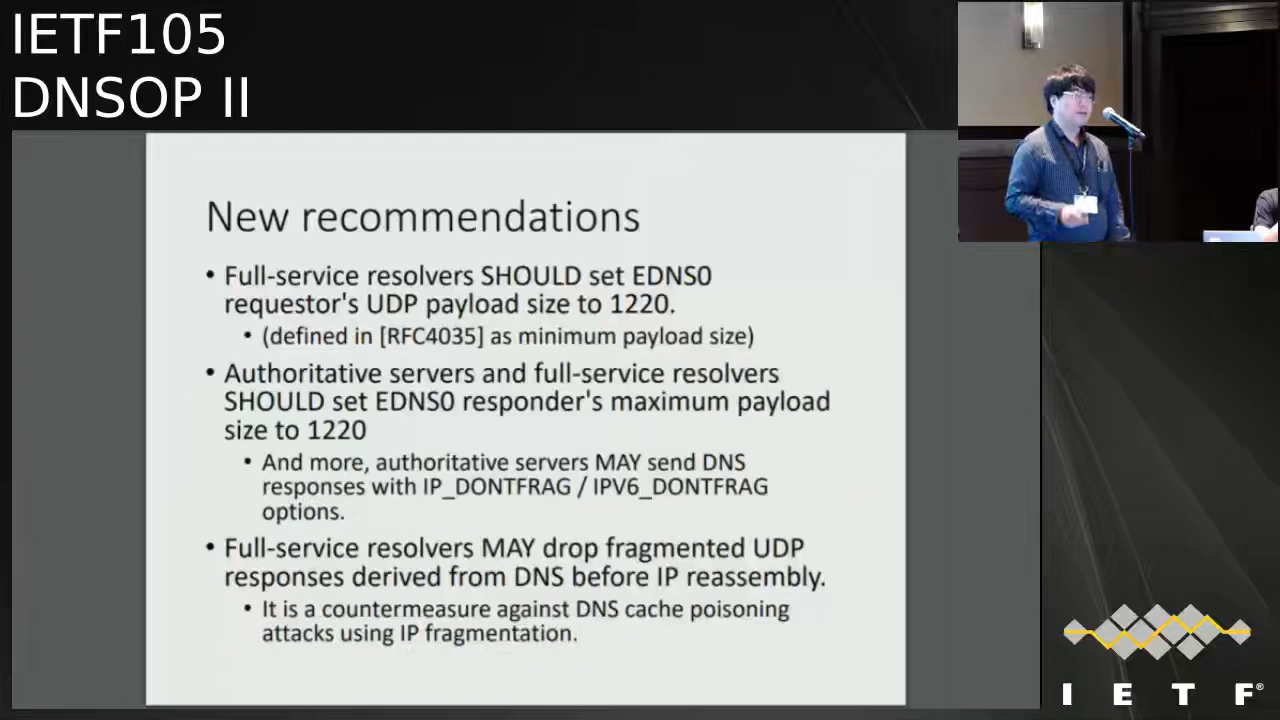 IETF105
DNSOP II
New recommendations
• Full-service resolvers SHOULD set EDNS0
requestor's UDP payload size to 1220.
• (defined in [RFC4035] as minimum payload size)
• Authoritative servers and full-service resolvers
SHOULD set EDNS0 responder's maximum payload
size to 1220
• And more, authoritative servers MAY send DNS
responses with IP_DONTFRAG / IPV6_DONTFRAG
options.
• Full-service resolvers MAY drop fragmented UDP
responses derived from DNS before IP reassembly.
• It is a countermeasure against DNS cache poisoning
attacks using IP fragmentation.
I E T F®